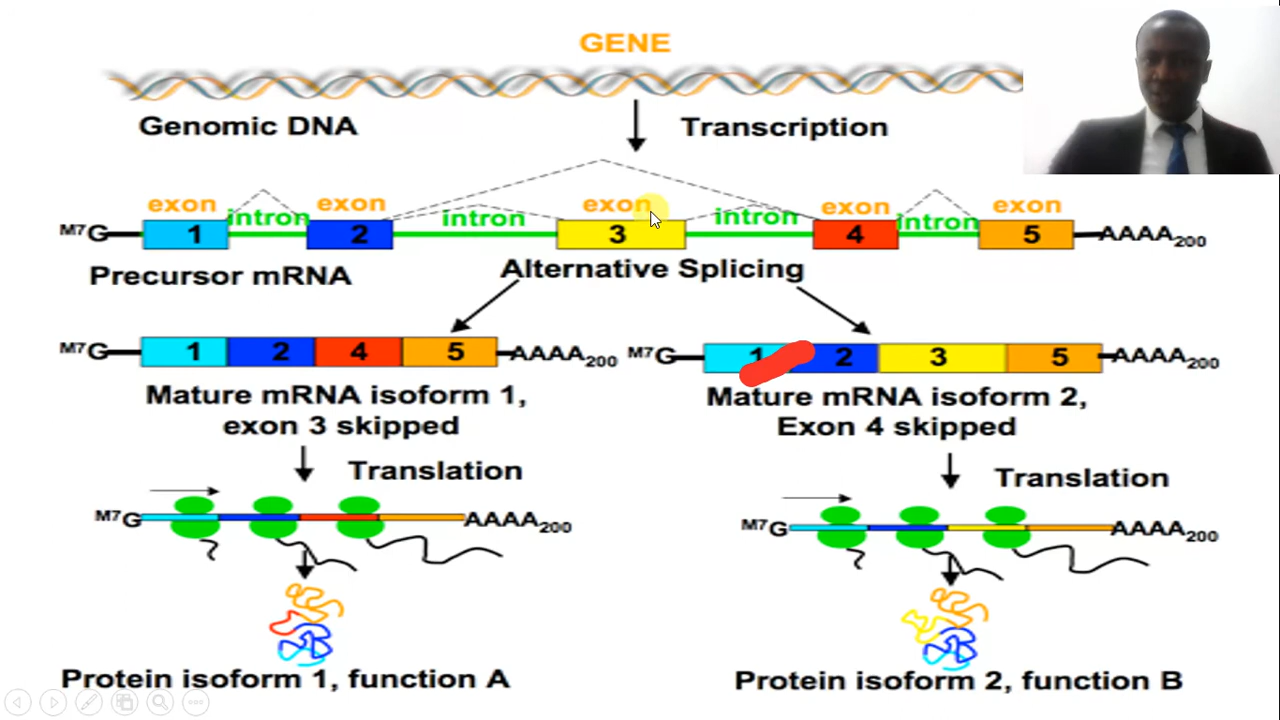 GENE
Genomic DNA
Transcription
exon intron exon intron exon intron exon intron exon
M7G 1 2 3 4 5 AAAA200
Precursor mRNA
Alternative Splicing
M7G 1 2 4 5 AAAA200
M7G 1 2 3 5 AAAA200
Mature mRNA isoform 1,
exon 3 skipped
Mature mRNA isoform 2,
Exon 4 skipped
Translation
Translation
M7G AAAA200
M7G AAAA200
Protein isoform 1, function A
Protein isoform 2, function B